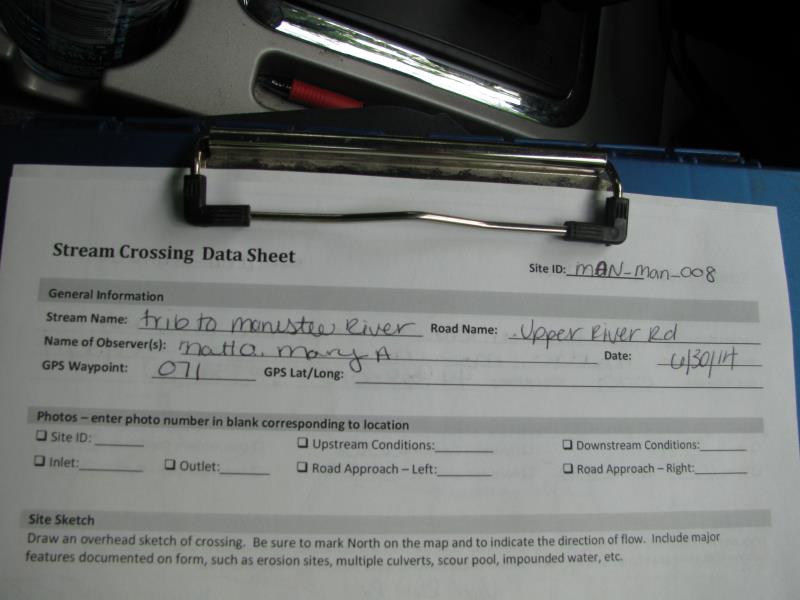 Stream Crossing Data Sheet
Site ID: MAN-Man-008
General Information
Stream Name: trib to Manistee River Road Name: Upper River Rd
Name of Observer(s): Mary A Date: 6/30/14
GPS Waypoint: 071 GPS Lat/Long:
Photos – enter photo number in blank corresponding to location
❑ Site ID: ❑ Upstream Conditions: ❑ Downstream Conditions:
❑ Inlet: ❑ Outlet: ❑ Road Approach – Left: ❑ Road Approach – Right:
Site Sketch
Draw an overhead sketch of crossing. Be sure to mark North on the map and to indicate the direction of flow. Include major
features documented on form, such as erosion sites, multiple culverts, scour pool, impounded water, etc.